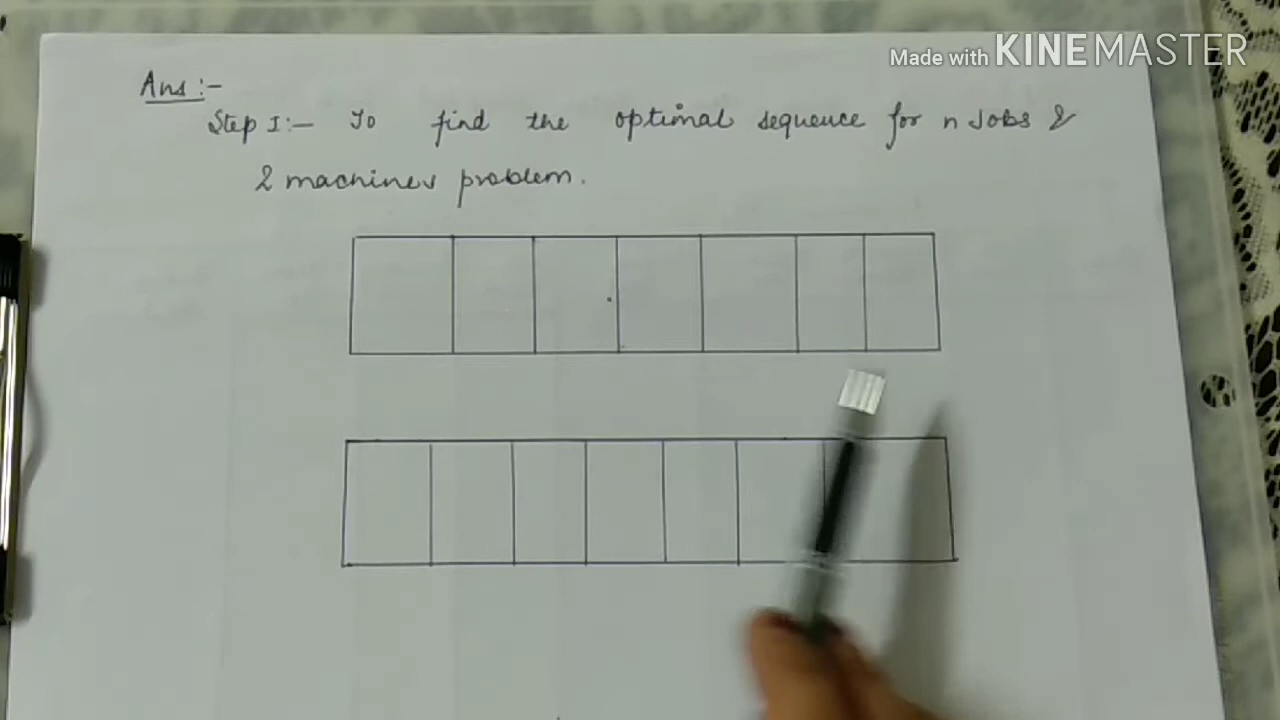 Made with KINEMASTER
Ans :-
Step I :- To find the optimal sequence for n Jobs &
2 machines problem.